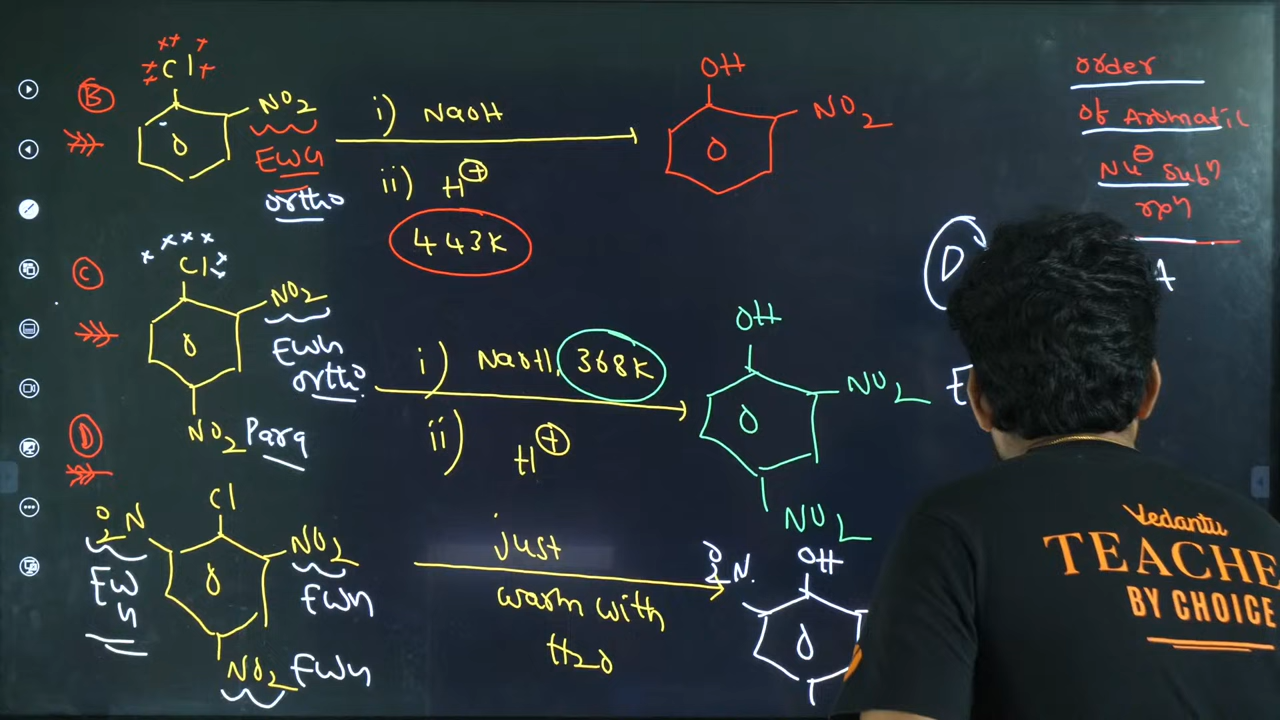 B
Cl
NO2
EWG
ortho
i) NaOH
ii) H⊕
443K
OH
NO2
order
of Aromatic
Nu⊖ subⁿ
rxn
D
A
E
C
Cl
NO2
EWG
ortho.
NO2 Para
i) NaOH, 368K
ii) H⊕
OH
NO2
NO2
D
Cl
O2N
NO2
EWG
EWG
NO2 EWG
just
warm with
H2O
O2N.
OH
Vedantu
TEACHE
BY CHOICE